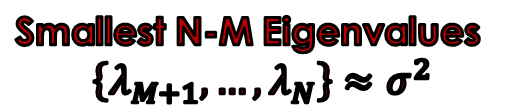 Smallest N-M Eigenvalues
{λ_{M+1}, …, λ_N} ≈ σ²